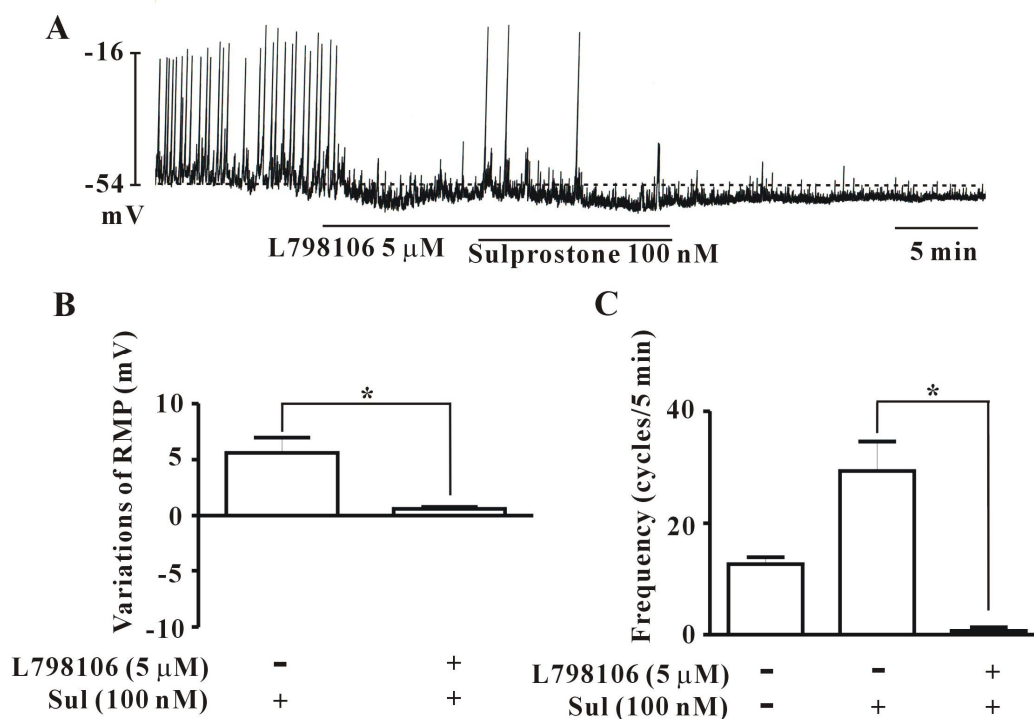 A
-16
-54
mV
L798106 5 μM
Sulprostone 100 nM
5 min
B
Variations of RMP (mV)
10
5
0
-5
-10
*
L798106 (5 μM) - +
Sul (100 nM) + +
C
Frequency (cycles/5 min)
40
20
0
*
L798106 (5 μM) - - +
Sul (100 nM) - + +